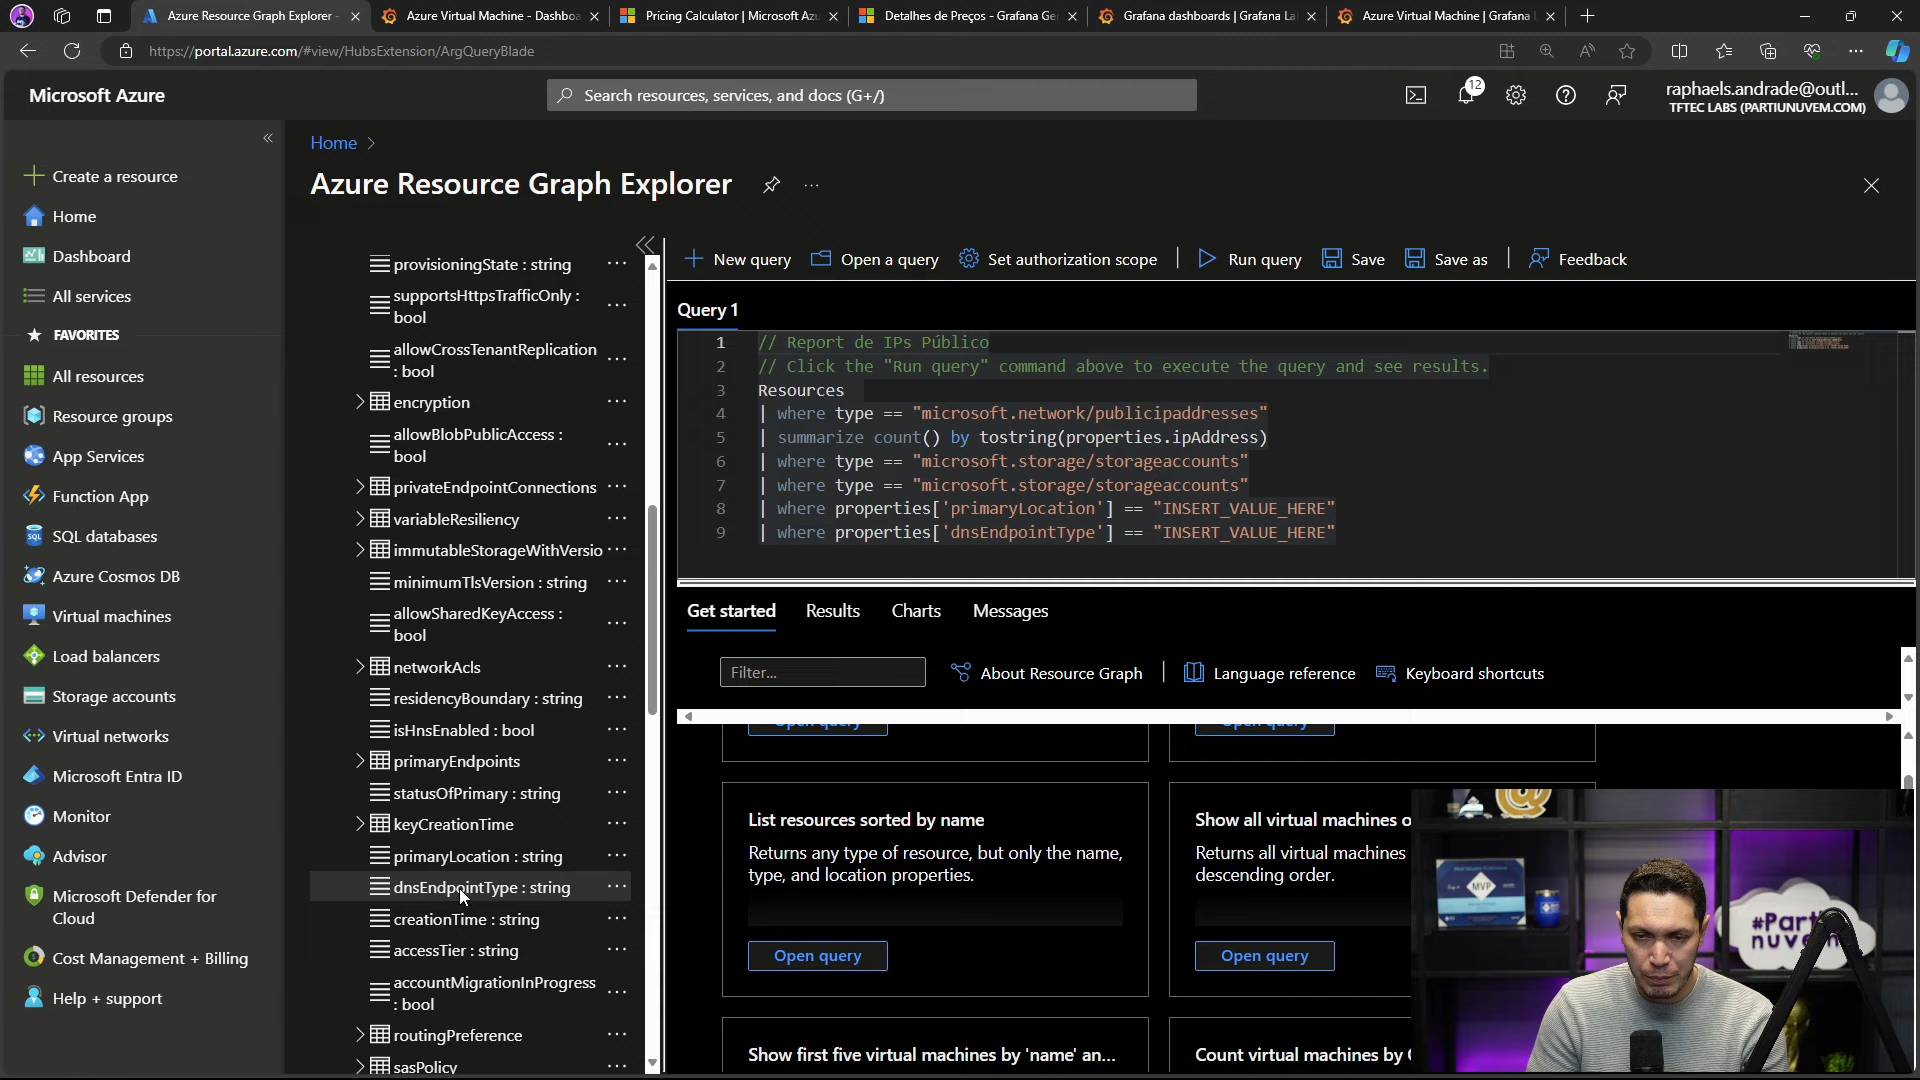 Azure Resource Graph Explorer -
Azure Virtual Machine - Dashboa
Pricing Calculator | Microsoft Az
Detalhes de Preços - Grafana Ge
Grafana dashboards | Grafana La
Azure Virtual Machine | Grafana L
https://portal.azure.com/#view/HubsExtension/ArgQueryBlade
Microsoft Azure
Search resources, services, and docs (G+/)
12
raphaels.andrade@outl...
TFTEC LABS (PARTIUNUVEM.COM)
Create a resource
Home
Dashboard
All services
FAVORITES
All resources
Resource groups
App Services
Function App
SQL databases
Azure Cosmos DB
Virtual machines
Load balancers
Storage accounts
Virtual networks
Microsoft Entra ID
Monitor
Advisor
Microsoft Defender for
Cloud
Cost Management + Billing
Help + support
Home >
Azure Resource Graph Explorer
provisioningState : string
supportsHttpsTrafficOnly :
bool
allowCrossTenantReplication
: bool
encryption
allowBlobPublicAccess :
bool
privateEndpointConnections
variableResiliency
immutableStorageWithVersio
minimumTlsVersion : string
allowSharedKeyAccess :
bool
networkAcls
residencyBoundary : string
isHnsEnabled : bool
primaryEndpoints
statusOfPrimary : string
keyCreationTime
primaryLocation : string
dnsEndpointType : string
creationTime : string
accessTier : string
accountMigrationInProgress
: bool
routingPreference
sasPolicy
New query
Open a query
Set authorization scope
Run query
Save
Save as
Feedback
Query 1
1 // Report de IPs Público
2 // Click the "Run query" command above to execute the query and see results.
3 Resources
4 | where type == "microsoft.network/publicipaddresses"
5 | summarize count() by tostring(properties.ipAddress)
6 | where type == "microsoft.storage/storageaccounts"
7 | where type == "microsoft.storage/storageaccounts"
8 | where properties['primaryLocation'] == "INSERT_VALUE_HERE"
9 | where properties['dnsEndpointType'] == "INSERT_VALUE_HERE"
Get started
Results
Charts
Messages
Filter...
About Resource Graph
Language reference
Keyboard shortcuts
Open query
Open query
List resources sorted by name
Returns any type of resource, but only the name,
type, and location properties.
Open query
Show all virtual machines o
Returns all virtual machines
descending order.
Open query
Show first five virtual machines by 'name' an...
Count virtual machines by
MVP
#Parti
nuvem